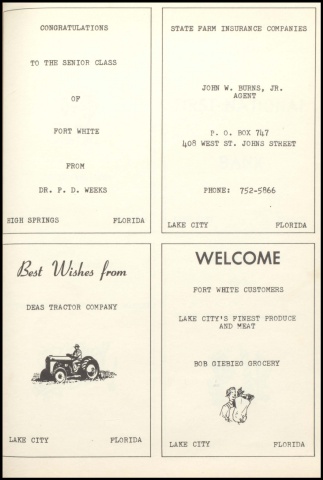 CONGRATULATIONS
TO THE SENIOR CLASS
OF
FORT WHITE
FROM
DR. P. D. WEEKS
HIGH SPRINGS FLORIDA
STATE FARM INSURANCE COMPANIES
JOHN W. BURNS, JR.
AGENT
P. O. BOX 747
408 WEST ST. JOHNS STREET
PHONE: 752-5866
LAKE CITY FLORIDA
Best Wishes from
DEAS TRACTOR COMPANY
LAKE CITY FLORIDA
WELCOME
FORT WHITE CUSTOMERS
LAKE CITY'S FINEST PRODUCE
AND MEAT
BOB GIEBIEG GROCERY
LAKE CITY FLORIDA